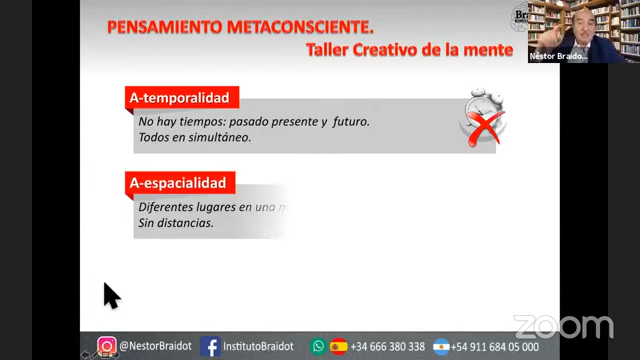 PENSAMIENTO METACONSCIENTE.
Taller Creativo de la mente
A-temporalidad
No hay tiempos: pasado presente y futuro.
Todos en simultáneo.
A-espacialidad
Diferentes lugares en una
Sin distancias.
Néstor Braido...
@NestorBraidot
InstitutoBraidot
+34 666 380 338
+54 911 684 05 000
zoom